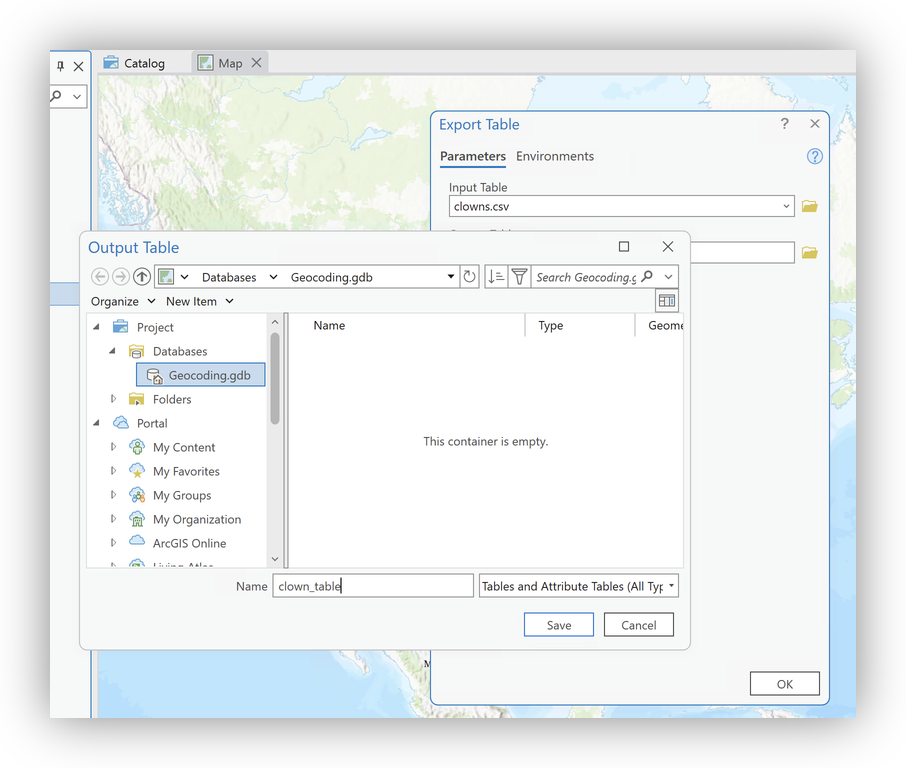 Catalog
Map
Export Table
?
Parameters
Environments
?
Input Table
clowns.csv
Output Table
Databases
Geocoding.gdb
Search Geocoding.g
Organize
New Item
Project
Databases
Geocoding.gdb
Folders
Portal
My Content
My Favorites
My Groups
My Organization
ArcGIS Online
Name
Type
Geome
This container is empty.
Name
clown_table
Tables and Attribute Tables (All Typ
Save
Cancel
M
OK